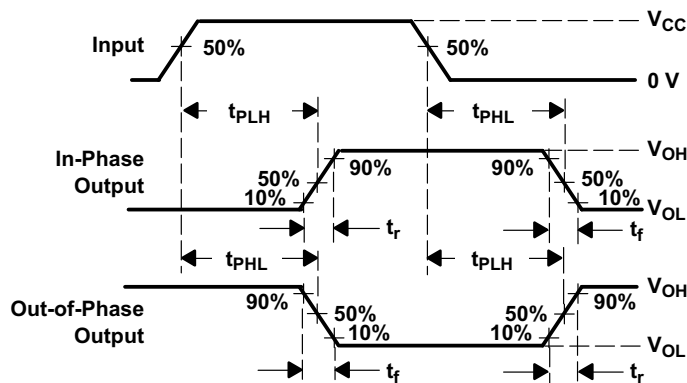 V_CC
Input
50%
50%
0 V
t_PLH
t_PHL
In-Phase
Output
V_OH
90%
90%
50%
50%
10%
10%
V_OL
t_r
t_f
t_PHL
t_PLH
Out-of-Phase
Output
V_OH
90%
90%
50%
50%
10%
10%
V_OL
t_f
t_r